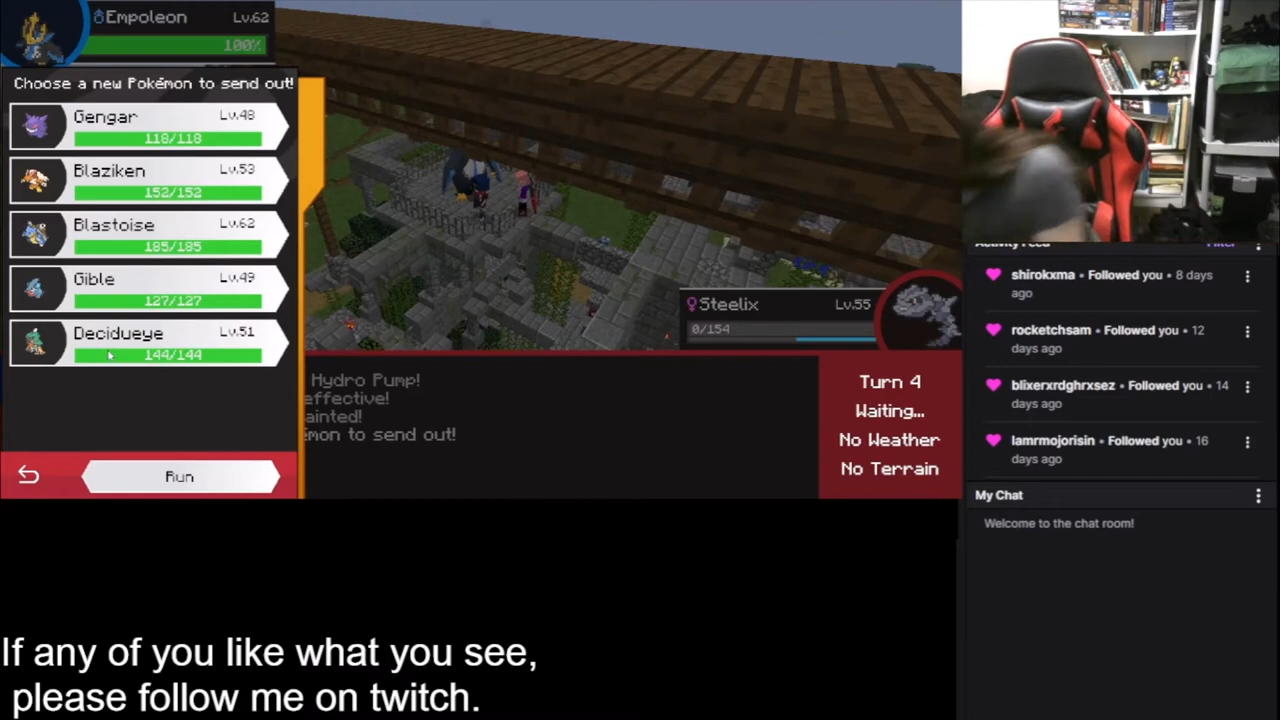 Empoleon Lv.62
100%
Choose a new Pokémon to send out!
Gengar Lv.48
118/118
Blaziken Lv.53
152/152
Blastoise Lv.62
185/185
Gible Lv.49
127/127
Decidueye Lv.51
144/144
Run
Steelix Lv.55
0/154
Hydro Pump!
effective!
ainted!
mon to send out!
Turn 4
Waiting...
No Weather
No Terrain
Activity Feed Filter
shirokxma • Followed you • 8 days
ago
rocketchsam • Followed you • 12
days ago
blixerxrdghrxsez • Followed you • 14
days ago
lamrmojorisin • Followed you • 16
days ago
My Chat
Welcome to the chat room!
If any of you like what you see,
please follow me on twitch.